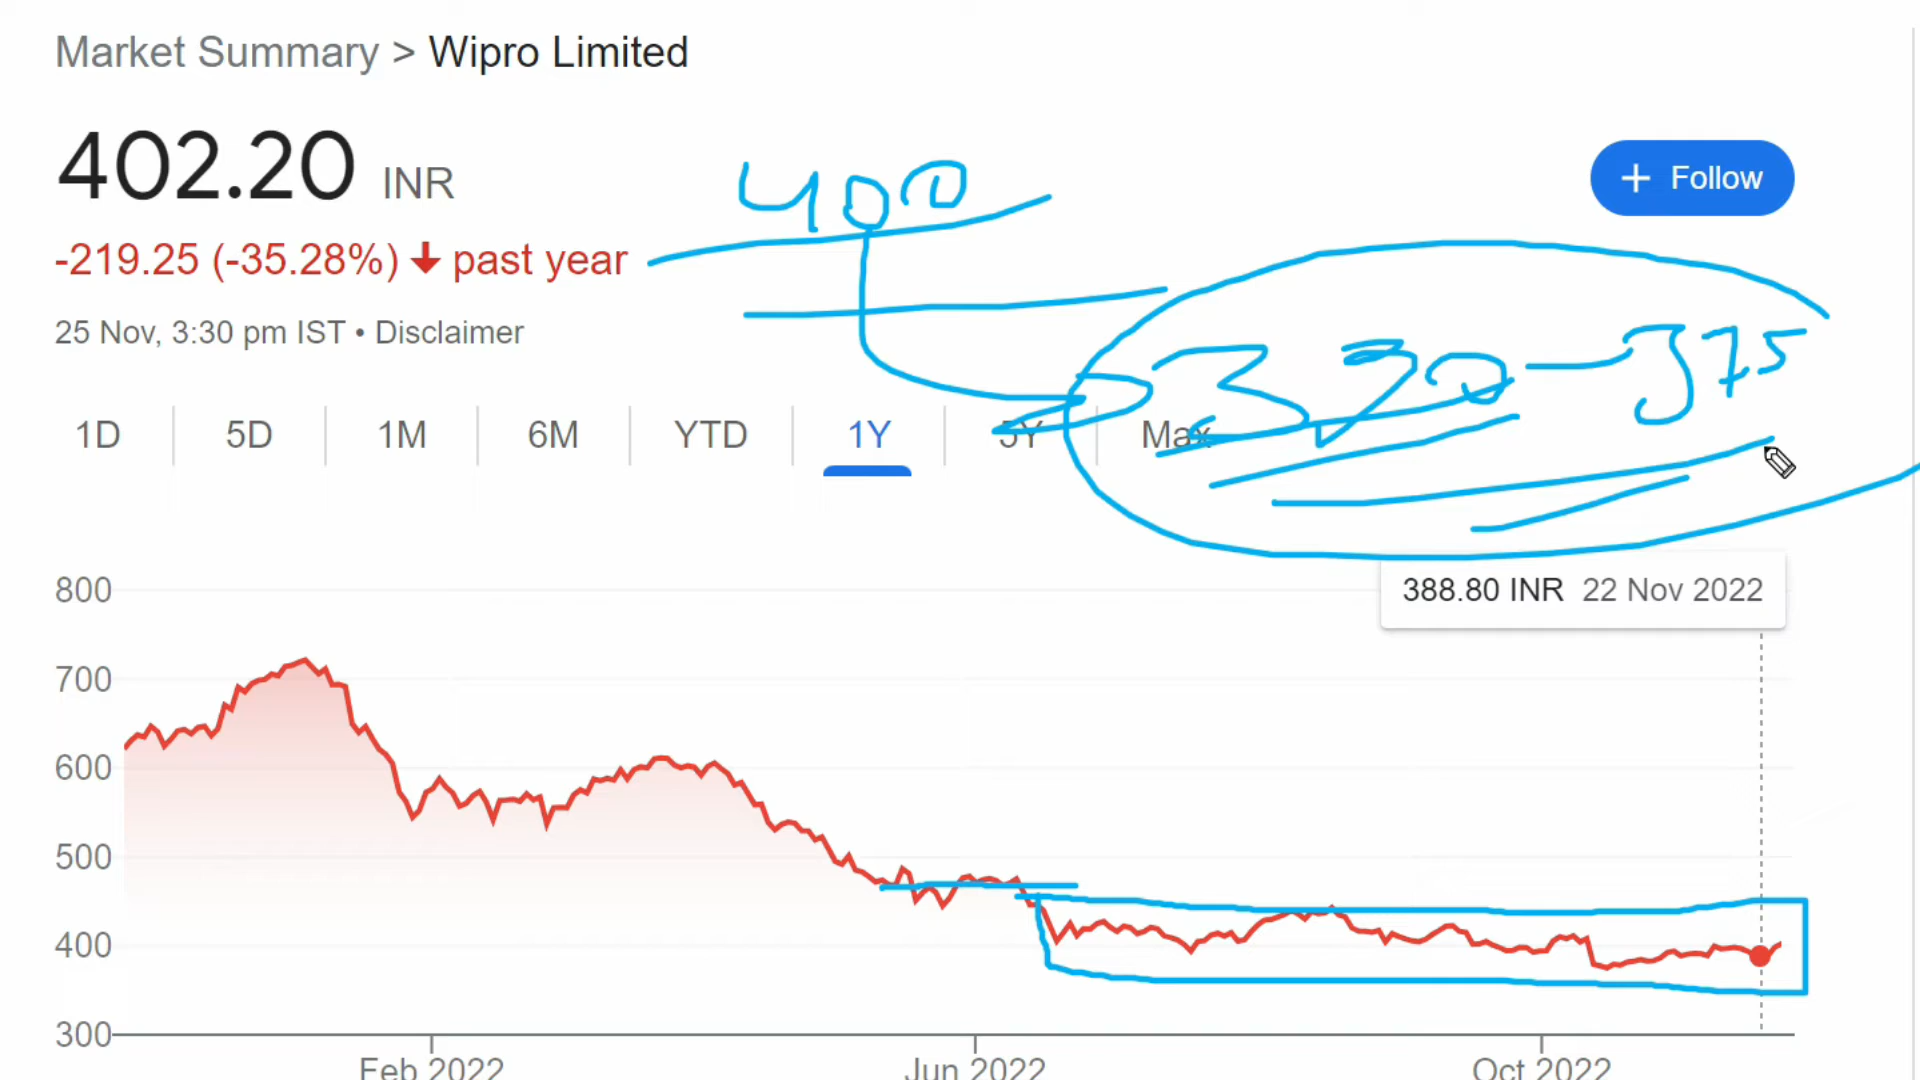 Market Summary > Wipro Limited
402.20 INR
400
+ Follow
-219.25 (-35.28%) ↓ past year
25 Nov, 3:30 pm IST • Disclaimer
375
1D 5D 1M 6M YTD 1Y 5Y Max
388.80 INR 22 Nov 2022
800
700
600
500
400
300
Feb 2022 Jun 2022 Oct 2022